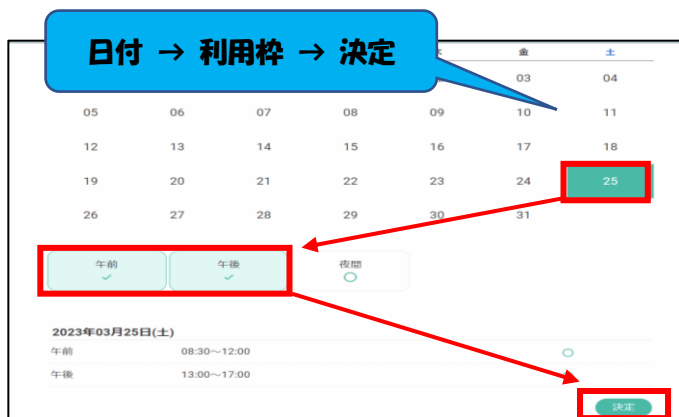 日付 → 利用枠 → 決定
金 土
03 04
05 06 07 08 09 10 11
12 13 14 15 16 17 18
19 20 21 22 23 24 25
26 27 28 29 30 31
午前 午後 夜間
2023年03月25日(土)
午前 08:30～12:00
午後 13:00～17:00
決定